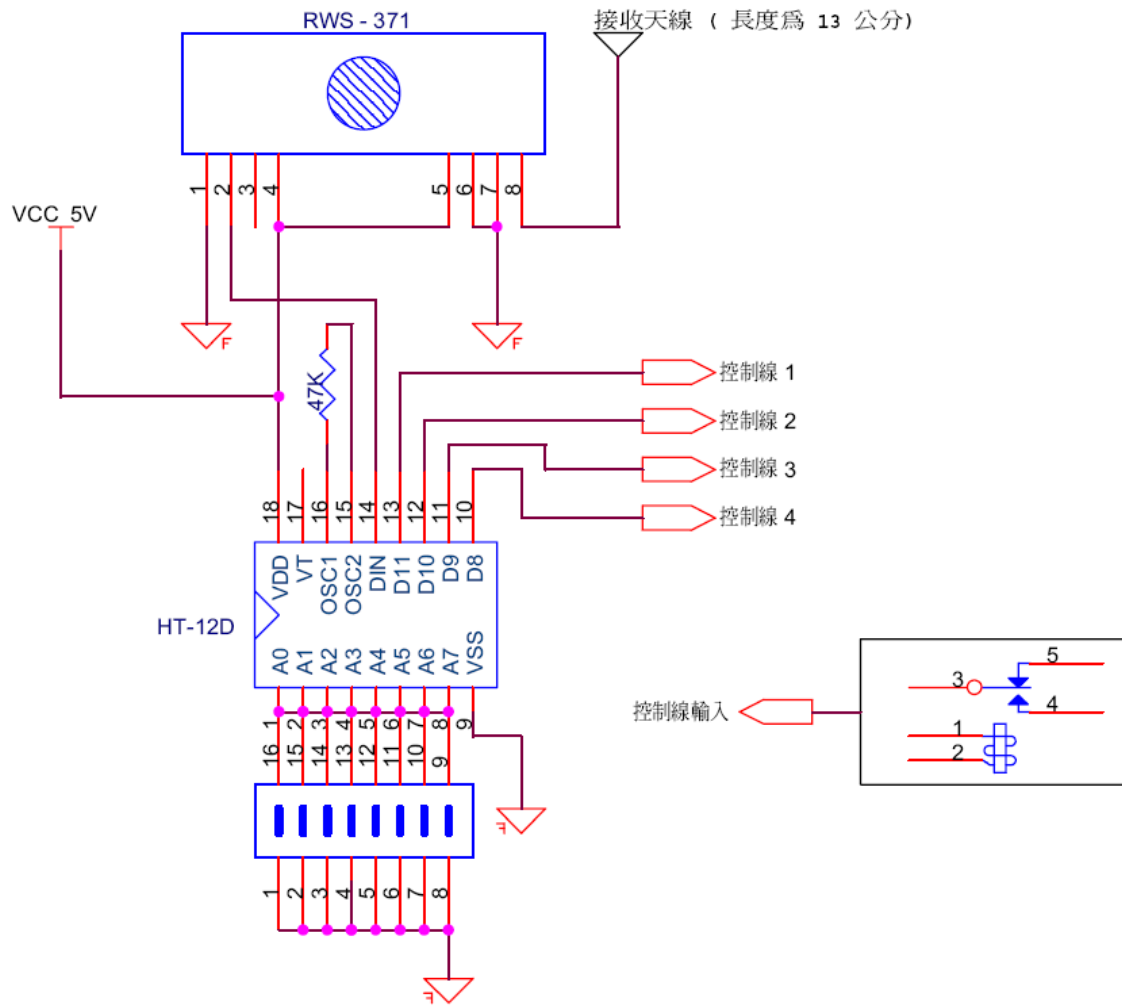 RWS - 371
接收天線 ( 長度為 13 公分)
1 2 3 4 5 6 7 8
VCC 5V
F F
47K
控制線 1
控制線 2
控制線 3
控制線 4
18 17 16 15 14 13 12 11 10
VDD VT OSC1 OSC2 DIN D11 D10 D9 D8
HT-12D
A0 A1 A2 A3 A4 A5 A6 A7 VSS
1 2 3 4 5 6 7 8 9
16 15 14 13 12 11 10 9
F
1 2 3 4 5 6 7 8
F
控制線輸入
5
3
4
1
2